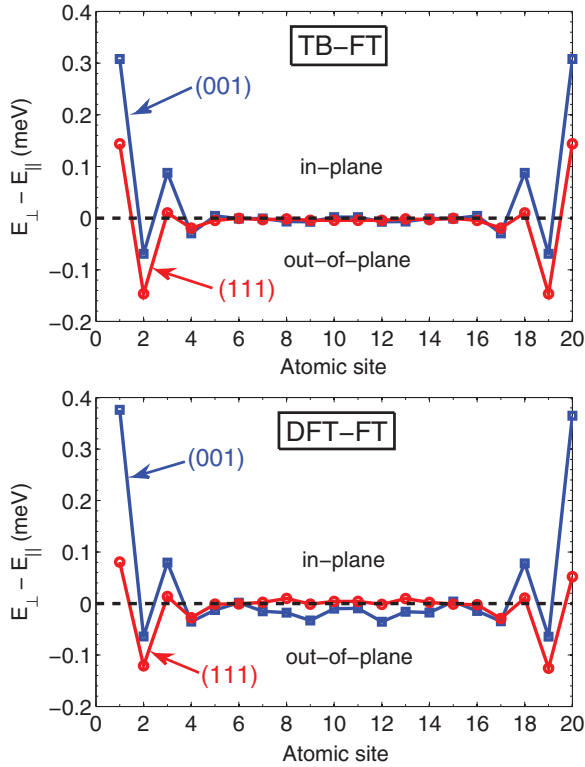 TB−FT
E⊥ − E|| (meV)
0.4
0.3
0.2
0.1
0
−0.1
−0.2
(001)
in−plane
out−of−plane
(111)
0 2 4 6 8 10 12 14 16 18 20
Atomic site
DFT−FT
E⊥ − E|| (meV)
0.4
0.3
0.2
0.1
0
−0.1
−0.2
(001)
in−plane
out−of−plane
(111)
0 2 4 6 8 10 12 14 16 18 20
Atomic site